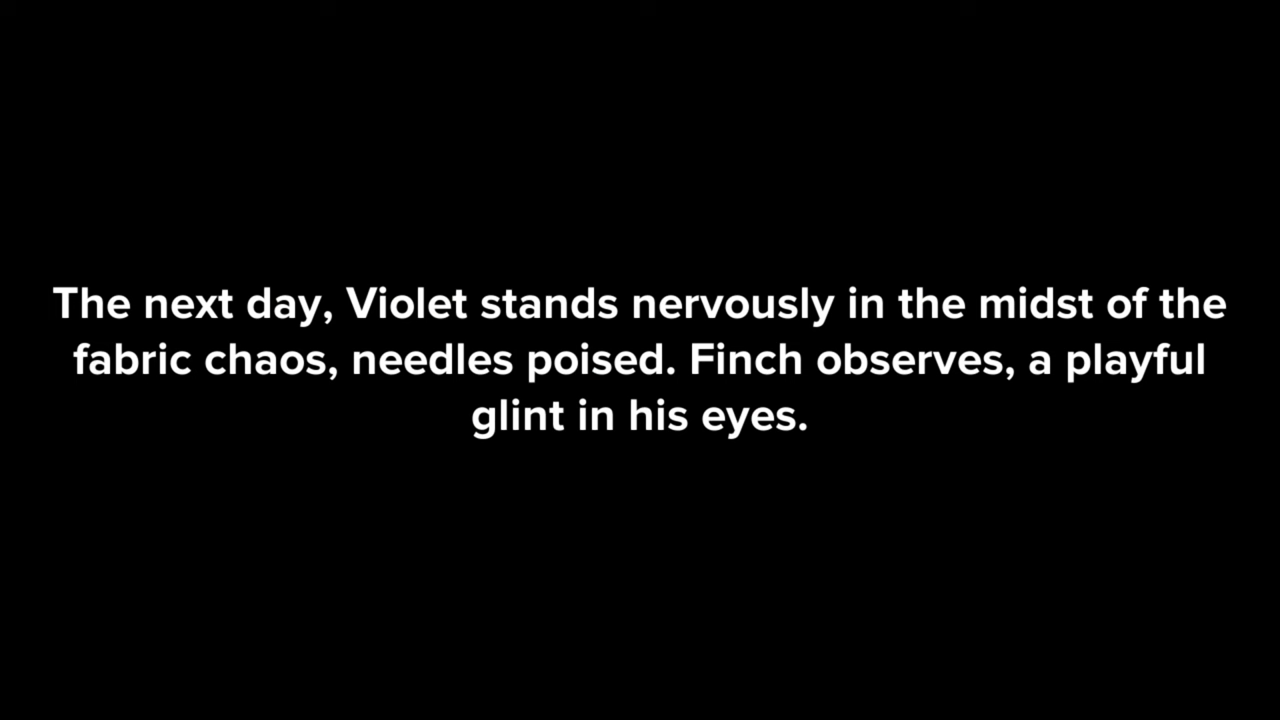 The next day, Violet stands nervously in the midst of the
fabric chaos, needles poised. Finch observes, a playful
glint in his eyes.